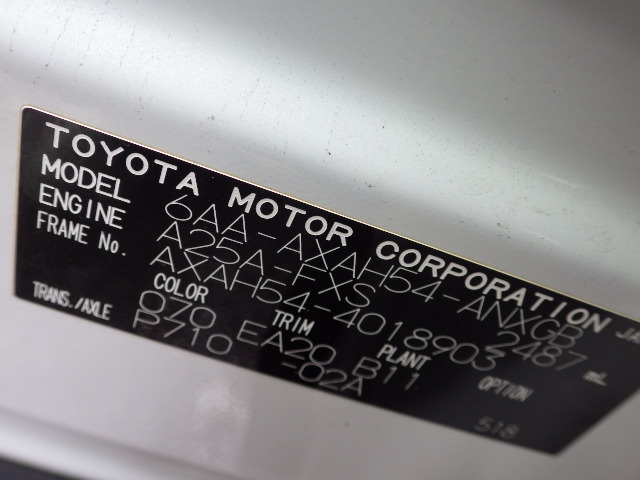 TOYOTA MOTOR CORPORATION JA
MODEL 6AA-AXAH54-ANXGB
ENGINE A25A-FXS 2487 mL
FRAME No. AXAH54-4018903
COLOR TRIM PLANT OPTION
070 EA20 B11
TRANS./AXLE P710 -02A
518